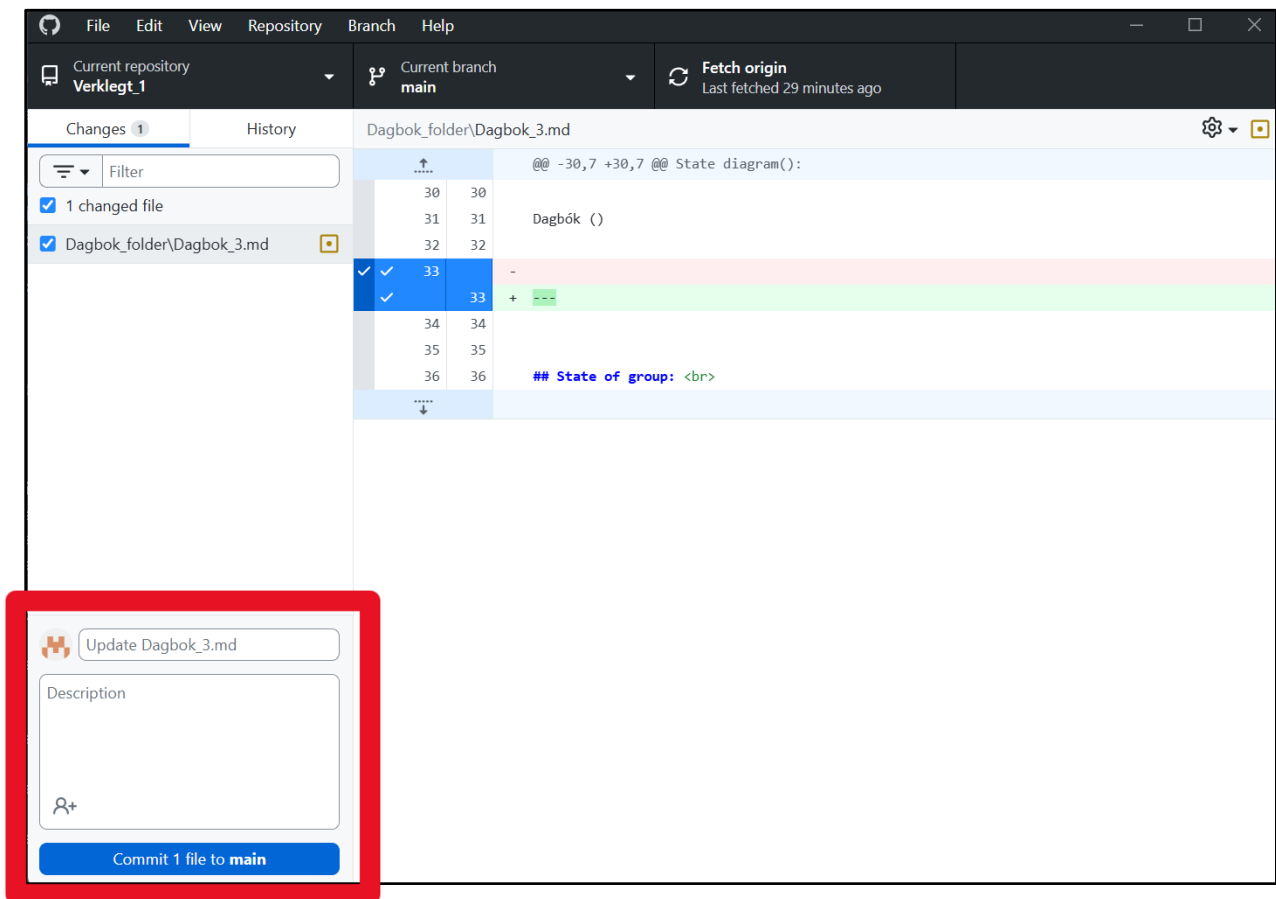 File Edit View Repository Branch Help
Current repository
Verklegt_1
Current branch
main
Fetch origin
Last fetched 29 minutes ago
Changes 1
History
Filter
1 changed file
Dagbok_folder\Dagbok_3.md
Dagbok_folder\Dagbok_3.md
@@ -30,7 +30,7 @@ State diagram():
30 30
31 31 Dagbók ()
32 32
33 -
33 + ---
34 34
35 35
36 36 ## State of group: <br>
Update Dagbok_3.md
Description
Commit 1 file to main